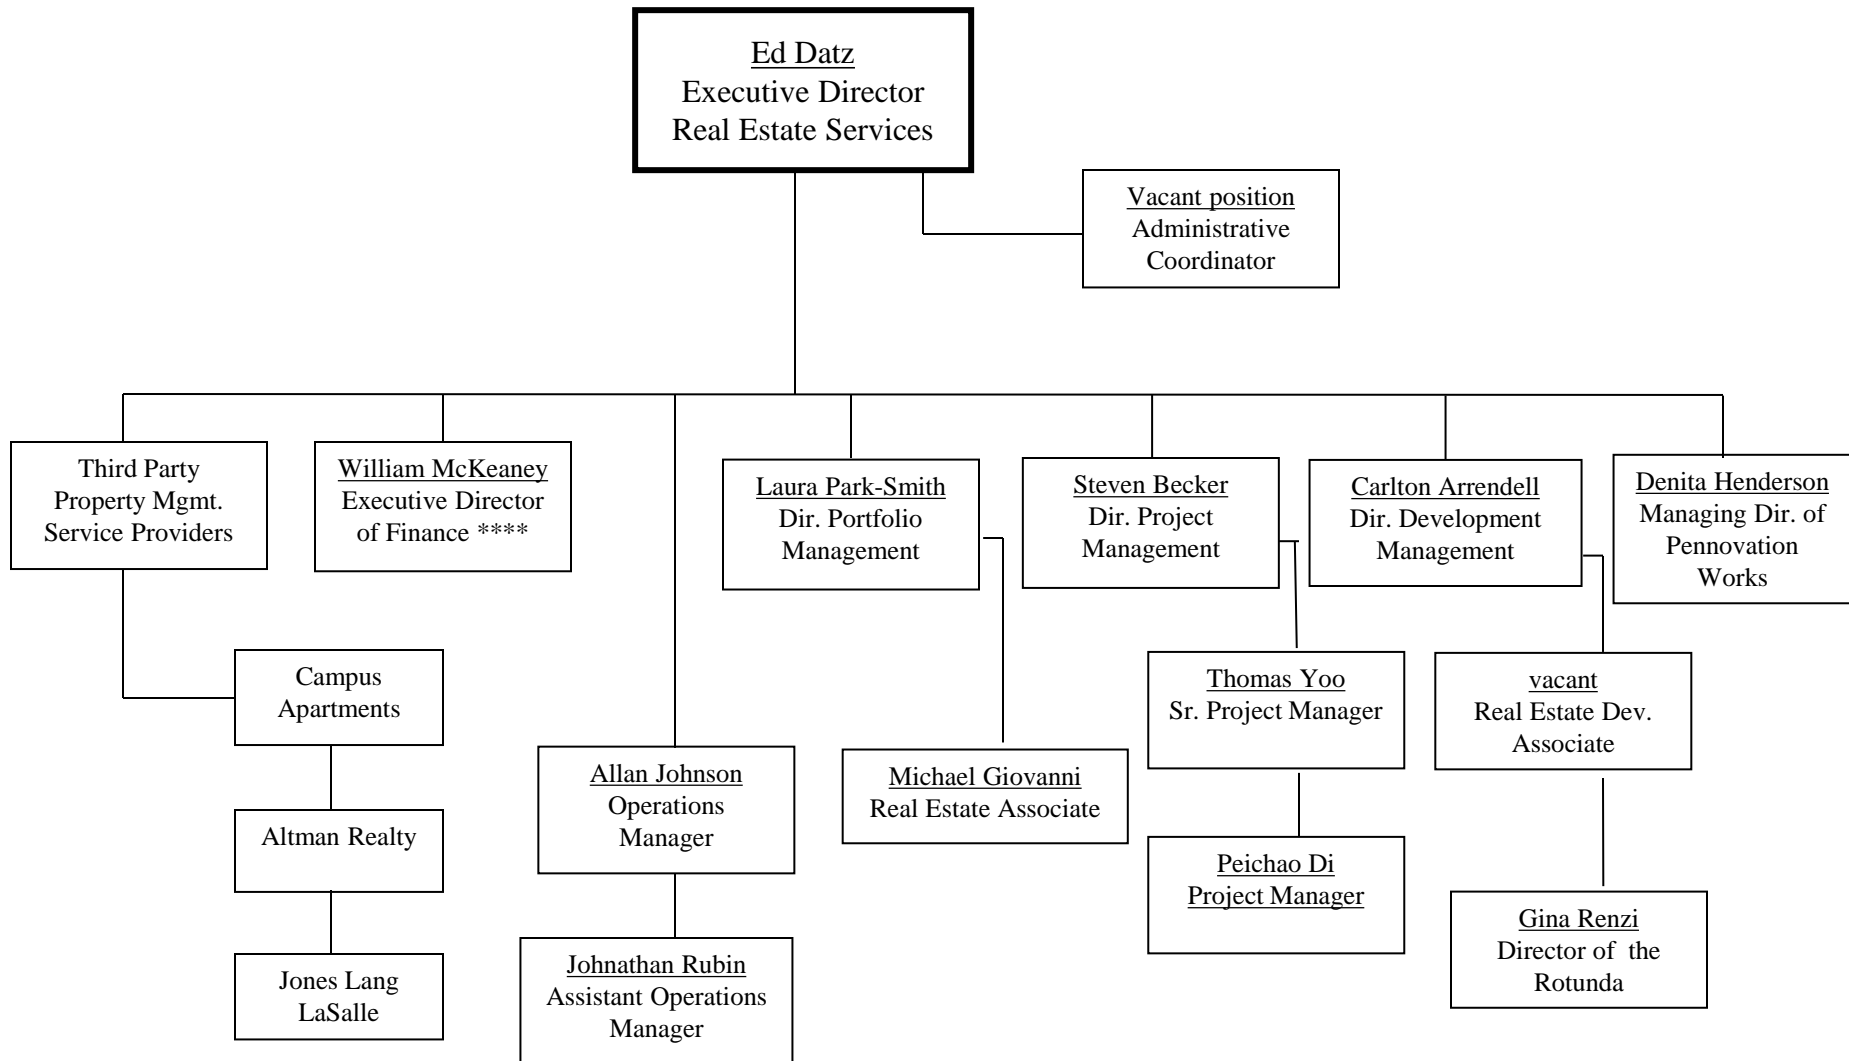 Ed Datz
Executive Director
Real Estate Services
Vacant position
Administrative
Coordinator
Third Party
Property Mgmt.
Service Providers
William McKeaney
Executive Director
of Finance ****
Laura Park-Smith
Dir. Portfolio
Management
Steven Becker
Dir. Project
Management
Carlton Arrendell
Dir. Development
Management
Denita Henderson
Managing Dir. of
Pennovation
Works
Campus
Apartments
Altman Realty
Jones Lang
LaSalle
Allan Johnson
Operations
Manager
Johnathan Rubin
Assistant Operations
Manager
Michael Giovanni
Real Estate Associate
Thomas Yoo
Sr. Project Manager
Peichao Di
Project Manager
vacant
Real Estate Dev.
Associate
Gina Renzi
Director of  the
Rotunda